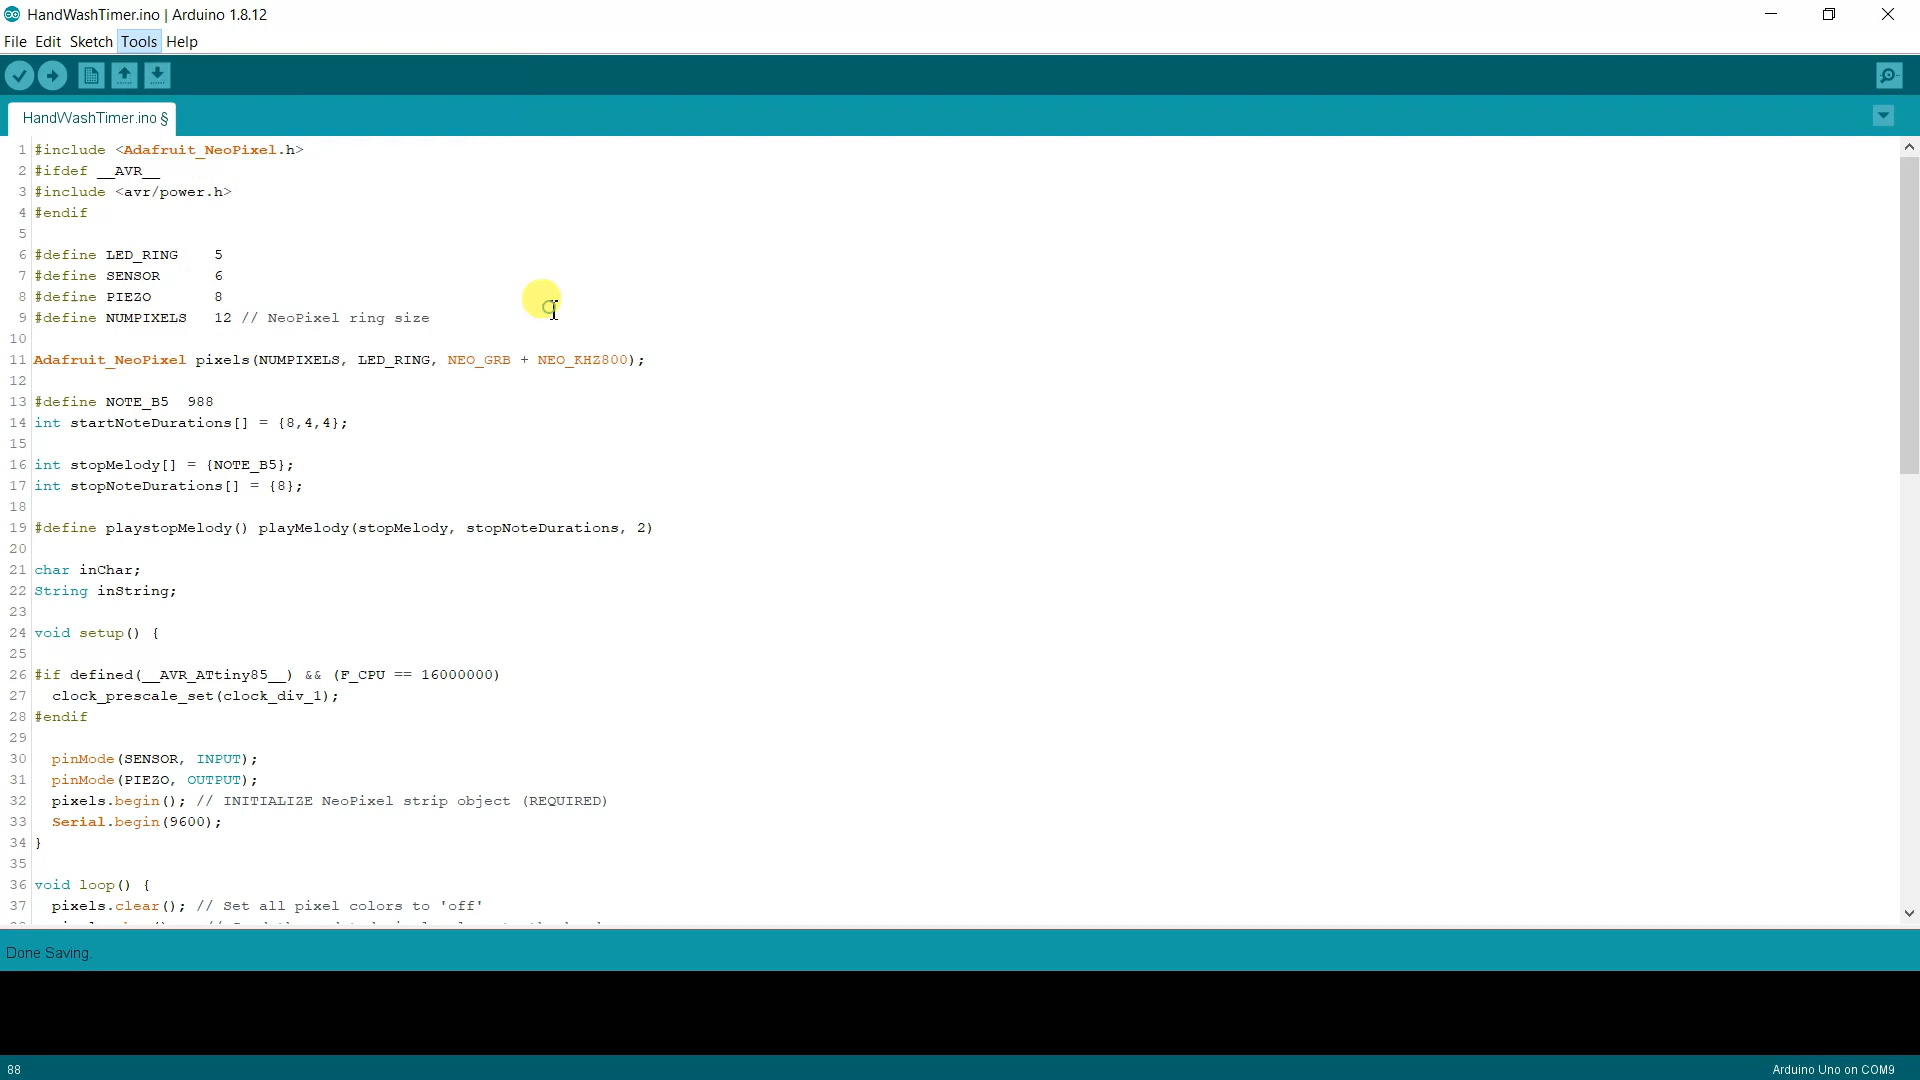 HandWashTimer.ino | Arduino 1.8.12
File Edit Sketch Tools Help
HandWashTimer.ino §
1 #include <Adafruit_NeoPixel.h>
2 #ifdef __AVR__
3 #include <avr/power.h>
4 #endif
5
6 #define LED_RING    5
7 #define SENSOR      6
8 #define PIEZO       8
9 #define NUMPIXELS   12 // NeoPixel ring size
10
11 Adafruit_NeoPixel pixels(NUMPIXELS, LED_RING, NEO_GRB + NEO_KHZ800);
12
13 #define NOTE_B5  988
14 int startNoteDurations[] = {8,4,4};
15
16 int stopMelody[] = {NOTE_B5};
17 int stopNoteDurations[] = {8};
18
19 #define playstopMelody() playMelody(stopMelody, stopNoteDurations, 2)
20
21 char inChar;
22 String inString;
23
24 void setup() {
25
26 #if defined(__AVR_ATtiny85__) && (F_CPU == 16000000)
27   clock_prescale_set(clock_div_1);
28 #endif
29
30   pinMode(SENSOR, INPUT);
31   pinMode(PIEZO, OUTPUT);
32   pixels.begin(); // INITIALIZE NeoPixel strip object (REQUIRED)
33   Serial.begin(9600);
34 }
35
36 void loop() {
37   pixels.clear(); // Set all pixel colors to 'off'
Done Saving.
88
Arduino Uno on COM9